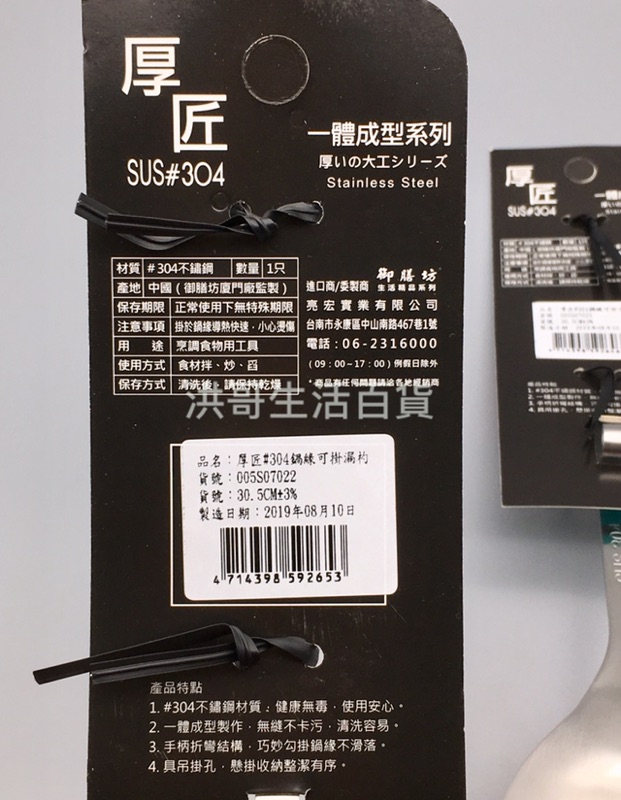 厚
匠
SUS#304
一體成型系列
厚いの大工シリーズ
Stainless Steel
材質 #304不鏽鋼 數量 1只
產地 中國（御膳坊廈門廠監製）
保存期限 正常使用下無特殊期限
注意事項 掛於鍋緣導熱快速，小心燙傷
用途 烹調食物用工具
使用方式 食材拌、炒、舀
保存方式 清洗後，請保持乾燥
御膳坊
生活精品系列
進口商/委製商
亮宏實業有限公司
台南市永康區中山南路467巷1號
電話：06-2316000
（09：00~17：00）例假日除外
*商品有任何問題請洽各地經銷商
洪哥生活百貨
品名：厚匠#304鍋緣可掛漏杓
貨號：005S07022
貨號：30.5CM±3%
製造日期：2019年08月10日
4 714398 592653
產品特點
1. #304不鏽鋼材質，健康無毒，使用安心。
2. 一體成型製作，無縫不卡污，清洗容易。
3. 手柄折彎結構，巧妙勾掛鍋緣不滑落。
4. 具吊掛孔，懸掛收納整潔有序。
厚
匠
SUS#304